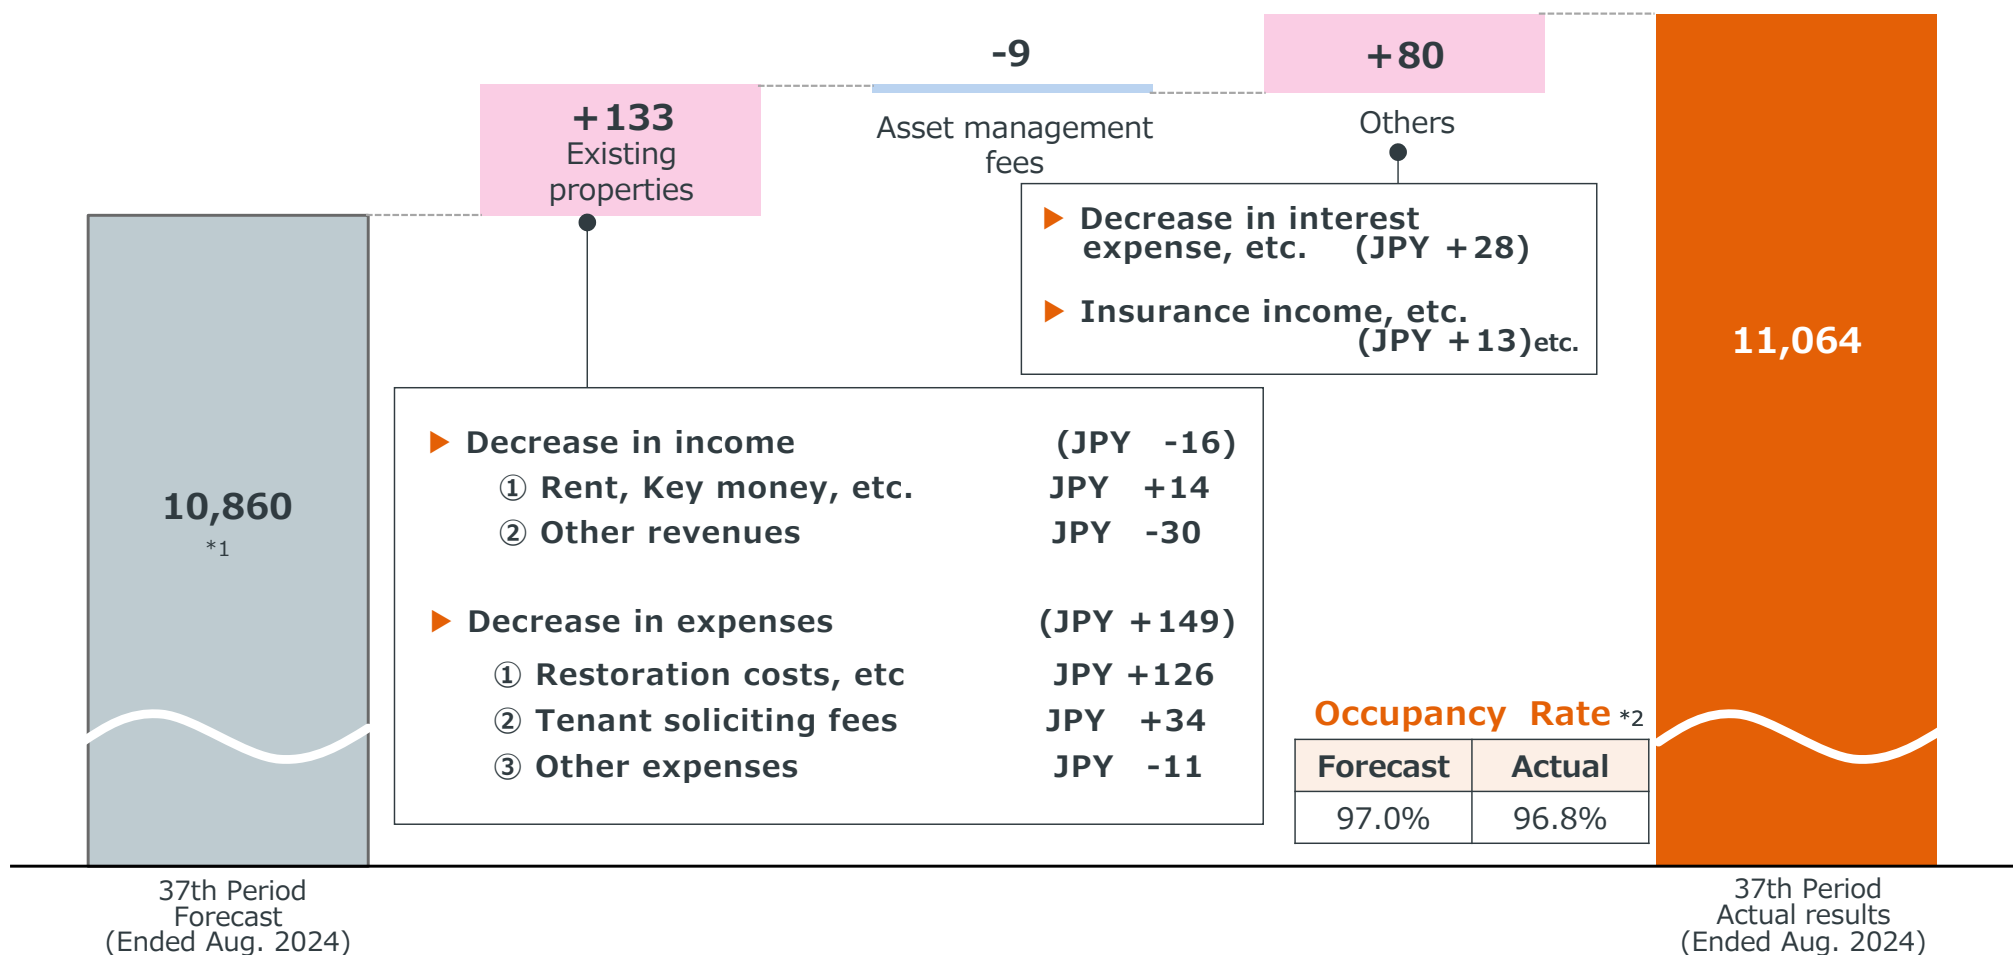 +133
Existing
properties
-9
Asset management
fees
+80
Others
▶ Decrease in interest
expense, etc. (JPY +28)
▶ Insurance income, etc.
(JPY +13)etc.
10,860
*1
▶ Decrease in income (JPY -16)
① Rent, Key money, etc. JPY +14
② Other revenues JPY -30
▶ Decrease in expenses (JPY +149)
① Restoration costs, etc JPY +126
② Tenant soliciting fees JPY +34
③ Other expenses JPY -11
11,064
Occupancy Rate *2
Forecast Actual
97.0% 96.8%
37th Period
Forecast
(Ended Aug. 2024)
37th Period
Actual results
(Ended Aug. 2024)